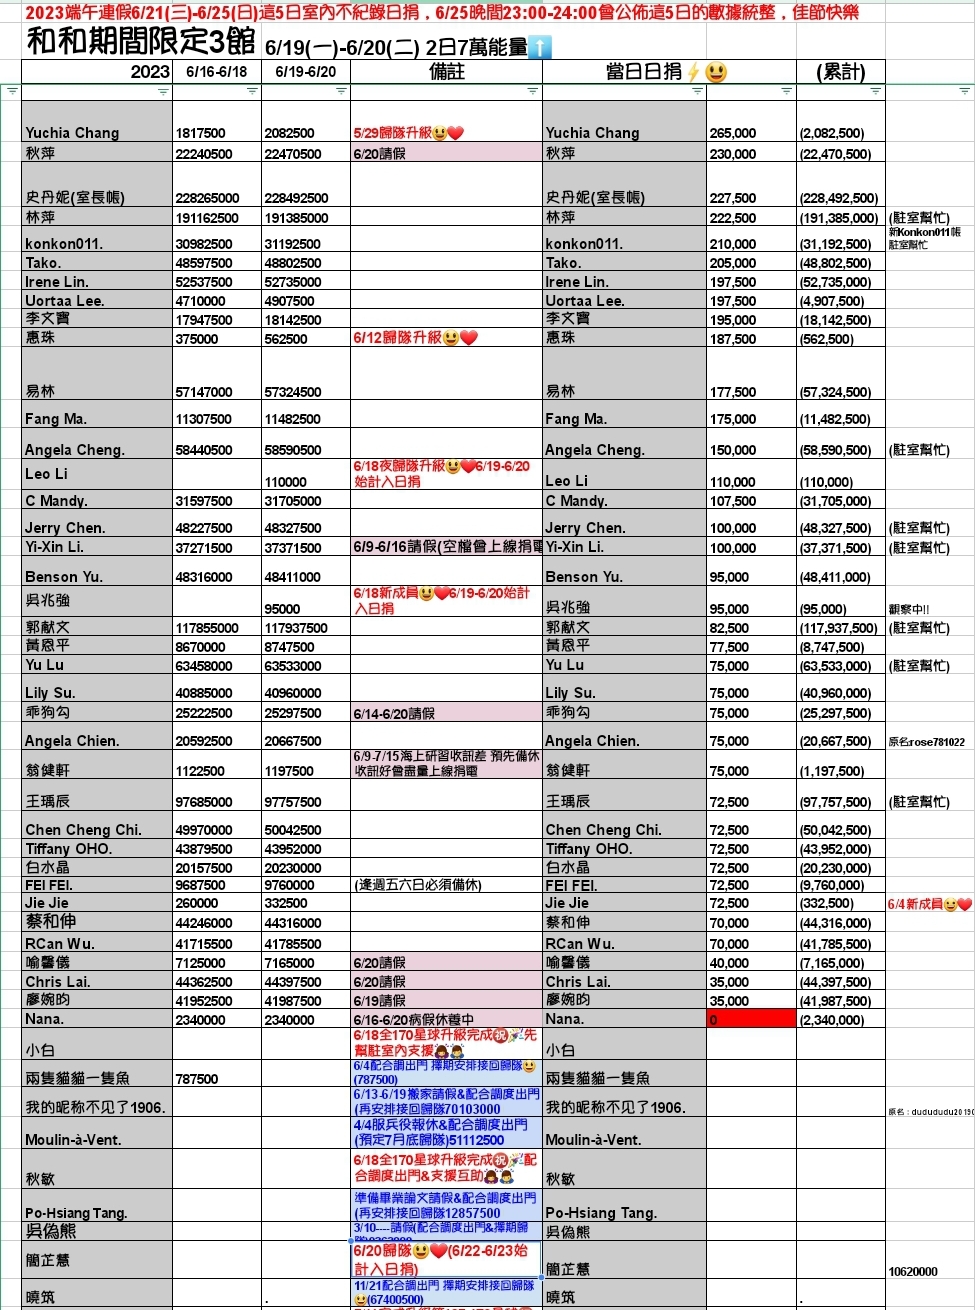 2023端午連假6/21(三)-6/25(日)這5日室內不紀錄日捐，6/25晚間23:00-24:00會公佈這5日的數據統整，佳節快樂
和和期間限定3館 6/19(一)-6/20(二) 2日7萬能量⬆️
2023 6/16-6/18 6/19-6/20 備註 當日日捐⚡😃 (累計)
Yuchia Chang 1817500 2082500 5/29歸隊升級😃❤️ Yuchia Chang 265,000 (2,082,500)
秋萍 22240500 22470500 6/20請假 秋萍 230,000 (22,470,500)
史丹妮(室長帳) 228265000 228492500 史丹妮(室長帳) 227,500 (228,492,500)
林萍 191162500 191385000 林萍 222,500 (191,385,000) (駐室幫忙)
konkon011. 30982500 31192500 konkon011. 210,000 (31,192,500) 新Konkon011帳
駐室幫忙
Tako. 48597500 48802500 Tako. 205,000 (48,802,500)
Irene Lin. 52537500 52735000 Irene Lin. 197,500 (52,735,000)
Uortaa Lee. 4710000 4907500 Uortaa Lee. 197,500 (4,907,500)
李文寶 17947500 18142500 李文寶 195,000 (18,142,500)
惠珠 375000 562500 6/12歸隊升級😃❤️ 惠珠 187,500 (562,500)
易林 57147000 57324500 易林 177,500 (57,324,500)
Fang Ma. 11307500 11482500 Fang Ma. 175,000 (11,482,500)
Angela Cheng. 58440500 58590500 Angela Cheng. 150,000 (58,590,500) (駐室幫忙)
Leo Li 110000 6/18夜歸隊升級😃❤️6/19-6/20
始計入日捐 Leo Li 110,000 (110,000)
C Mandy. 31597500 31705000 C Mandy. 107,500 (31,705,000)
Jerry Chen. 48227500 48327500 Jerry Chen. 100,000 (48,327,500) (駐室幫忙)
Yi-Xin Li. 37271500 37371500 6/9-6/16請假(空檔會上線捐電 Yi-Xin Li. 100,000 (37,371,500) (駐室幫忙)
Benson Yu. 48316000 48411000 Benson Yu. 95,000 (48,411,000)
吳兆強 95000 6/18新成員😃❤️6/19-6/20始計
入日捐 吳兆強 95,000 (95,000) 觀察中!!
郭献文 117855000 117937500 郭献文 82,500 (117,937,500) (駐室幫忙)
黃恩平 8670000 8747500 黃恩平 77,500 (8,747,500)
Yu Lu 63458000 63533000 Yu Lu 75,000 (63,533,000) (駐室幫忙)
Lily Su. 40885000 40960000 Lily Su. 75,000 (40,960,000)
乖狗勾 25222500 25297500 6/14-6/20請假 乖狗勾 75,000 (25,297,500)
Angela Chien. 20592500 20667500 Angela Chien. 75,000 (20,667,500) 原名rose781022
翁健軒 1122500 1197500 6/9-7/15海上研習收訊差 預先備休
收訊好會盡量上線捐電 翁健軒 75,000 (1,197,500)
王瑀辰 97685000 97757500 王瑀辰 72,500 (97,757,500) (駐室幫忙)
Chen Cheng Chi. 49970000 50042500 Chen Cheng Chi. 72,500 (50,042,500)
Tiffany OHO. 43879500 43952000 Tiffany OHO. 72,500 (43,952,000)
白水晶 20157500 20230000 白水晶 72,500 (20,230,000)
FEI FEI. 9687500 9760000 (逢週五六日必須備休) FEI FEI. 72,500 (9,760,000)
Jie Jie 260000 332500 Jie Jie 72,500 (332,500) 6/4新成員😃❤️
蔡和伸 44246000 44316000 蔡和伸 70,000 (44,316,000)
RCan Wu. 41715500 41785500 RCan Wu. 70,000 (41,785,500)
喻馨儀 7125000 7165000 6/20請假 喻馨儀 40,000 (7,165,000)
Chris Lai. 44362500 44397500 6/20請假 Chris Lai. 35,000 (44,397,500)
廖婉昀 41952500 41987500 6/19請假 廖婉昀 35,000 (41,987,500)
Nana. 2340000 2340000 6/16-6/20病假休養中 Nana. 0 (2,340,000)
小白 6/18全170星球升級完成㊗️🎉先
幫駐室內支援 小白
兩隻貓貓一隻魚 787500 6/4配合調出門 擇期安排接回歸隊😃
(787500) 兩隻貓貓一隻魚
我的昵称不见了1906. 6/13-6/19搬家請假&配合調度出門
(再安排接回歸隊70103000 我的昵称不见了1906. 原名：dudududu20190
Moulin-à-Vent. 4/4服兵役報休&配合調度出門
(預定7月底歸隊)51112500 Moulin-à-Vent.
秋敏 6/18全170星球升級完成㊗️🎉配
合調度出門&支援互助 秋敏
Po-Hsiang Tang. 準備畢業論文請假&配合調度出門
(再安排接回歸隊12857500 Po-Hsiang Tang.
吳偽熊 3/10----請假(配合調度出門&擇期歸 吳偽熊
簡芷慧 6/20歸隊😃❤️(6/22-6/23始
計入日捐) 簡芷慧 10620000
曉筑 . 11/21配合調出門 擇期安排接回歸隊
😃(67400500) 曉筑 .